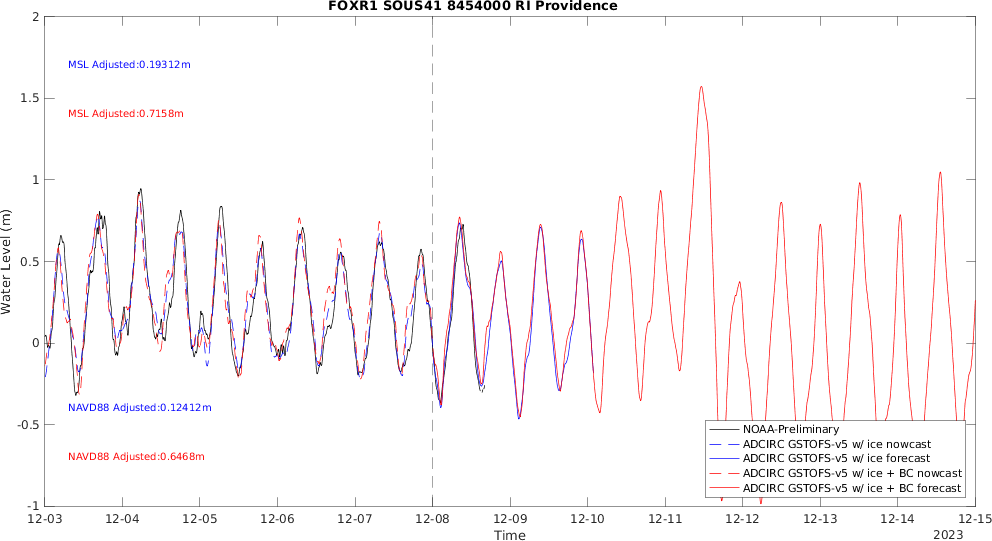 FOXR1 SOUS41 8454000 RI Providence
2
MSL Adjusted:0.19312m
1.5
MSL Adjusted:0.7158m
1
Water Level (m)
0.5
0
NAVD88 Adjusted:0.12412m
-0.5
NAVD88 Adjusted:0.6468m
-1
NOAA-Preliminary
ADCIRC GSTOFS-v5 w/ ice nowcast
ADCIRC GSTOFS-v5 w/ ice forecast
ADCIRC GSTOFS-v5 w/ ice + BC nowcast
ADCIRC GSTOFS-v5 w/ ice + BC forecast
12-03 12-04 12-05 12-06 12-07 12-08 12-09 12-10 12-11 12-12 12-13 12-14 12-15
Time
2023